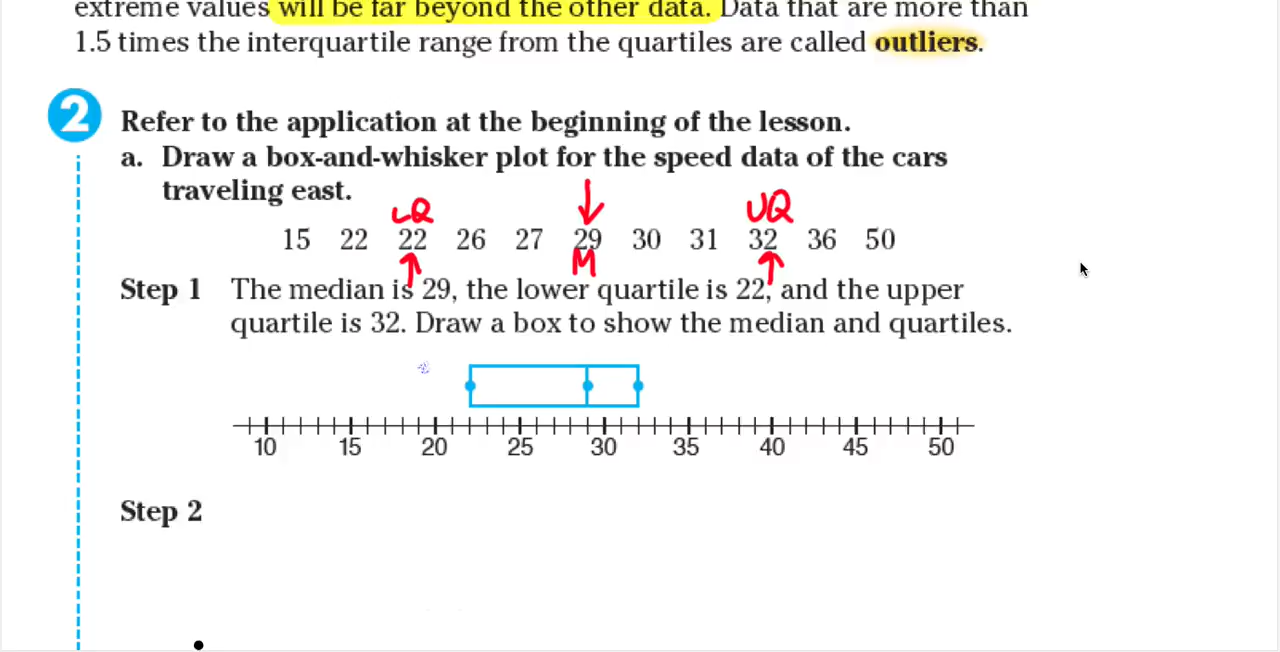 extreme values will be far beyond the other data. Data that are more than
1.5 times the interquartile range from the quartiles are called outliers.
2 Refer to the application at the beginning of the lesson.
a. Draw a box-and-whisker plot for the speed data of the cars
traveling east.
LQ UQ
15 22 22 26 27 29 30 31 32 36 50
M
Step 1 The median is 29, the lower quartile is 22, and the upper
quartile is 32. Draw a box to show the median and quartiles.
10 15 20 25 30 35 40 45 50
Step 2